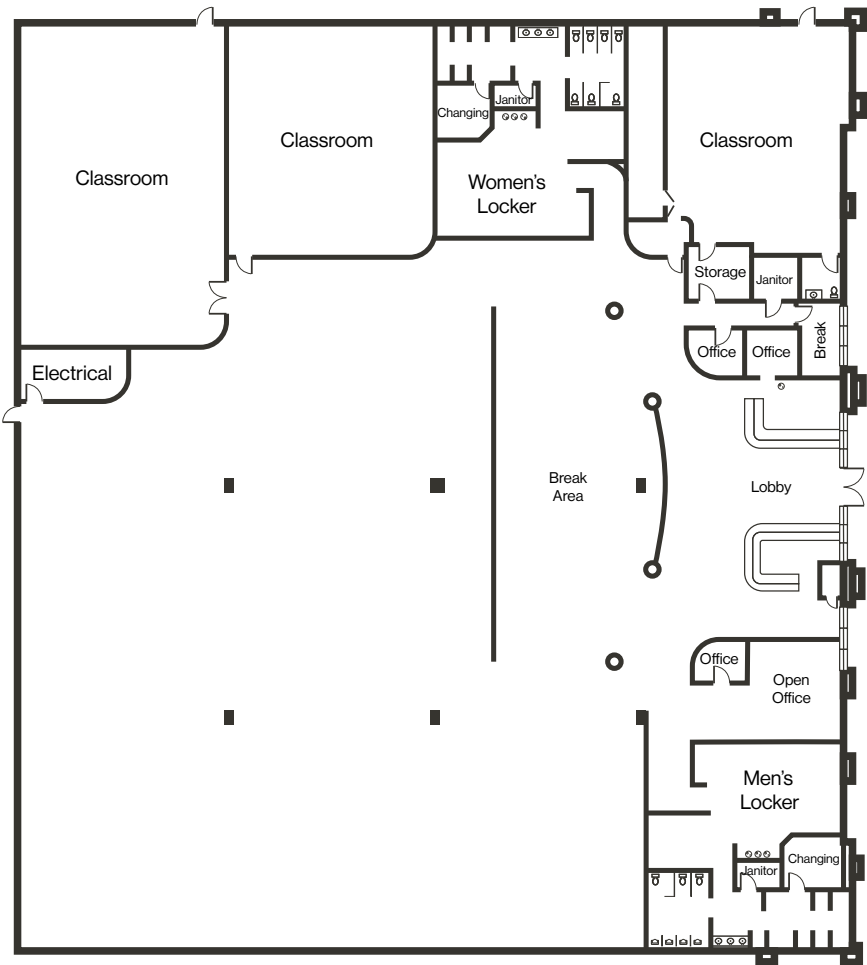 Changing
Janitor
Classroom
Classroom
Classroom
Women's
Locker
Storage
Janitor
Electrical
Office
Office
Break
Break
Area
Lobby
Office
Open
Office
Men's
Locker
Changing
Janitor